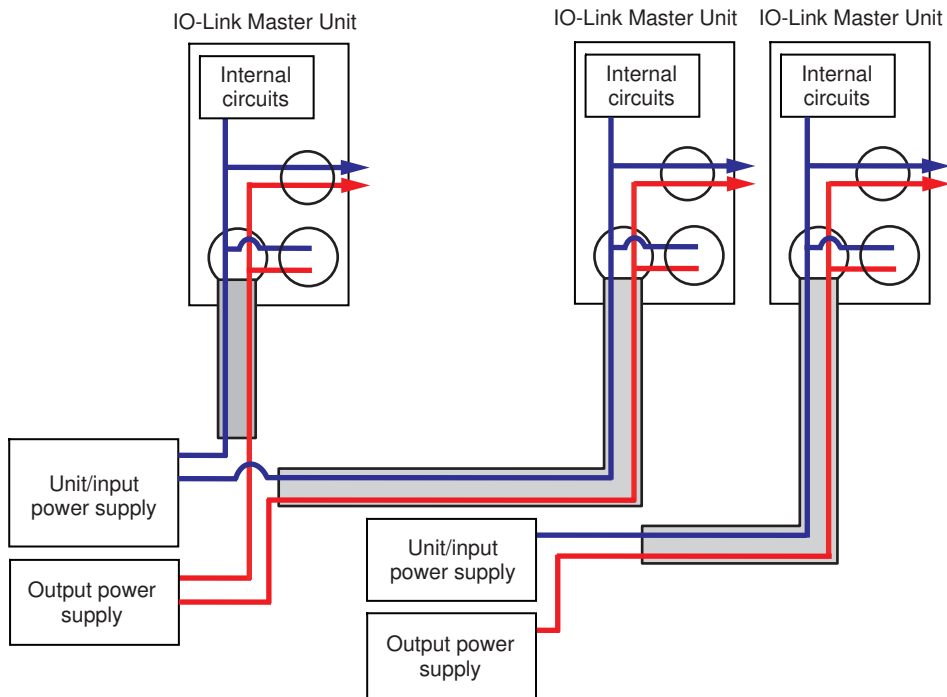 IO-Link Master Unit
IO-Link Master Unit
IO-Link Master Unit
Internal
circuits
Internal
circuits
Internal
circuits
Unit/input
power supply
Output power
supply
Unit/input
power supply
Output power
supply